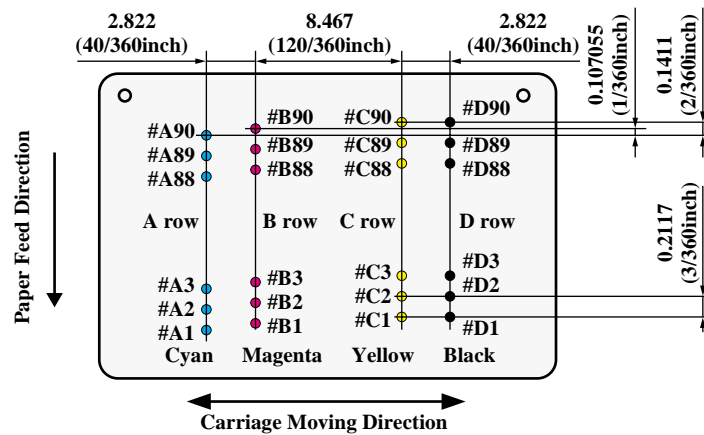 2.822
(40/360inch)
8.467
(120/360inch)
2.822
(40/360inch)
0.107055
(1/360inch)
0.1411
(2/360inch)
#A90
#B90
#C90
#D90
#A89
#B89
#C89
#D89
#A88
#B88
#C88
#D88
Paper Feed Direction
A row
B row
C row
D row
0.2117
(3/360inch)
#A3
#B3
#C3
#D3
#A2
#B2
#C2
#D2
#A1
#B1
#C1
#D1
Cyan
Magenta
Yellow
Black
Carriage Moving Direction